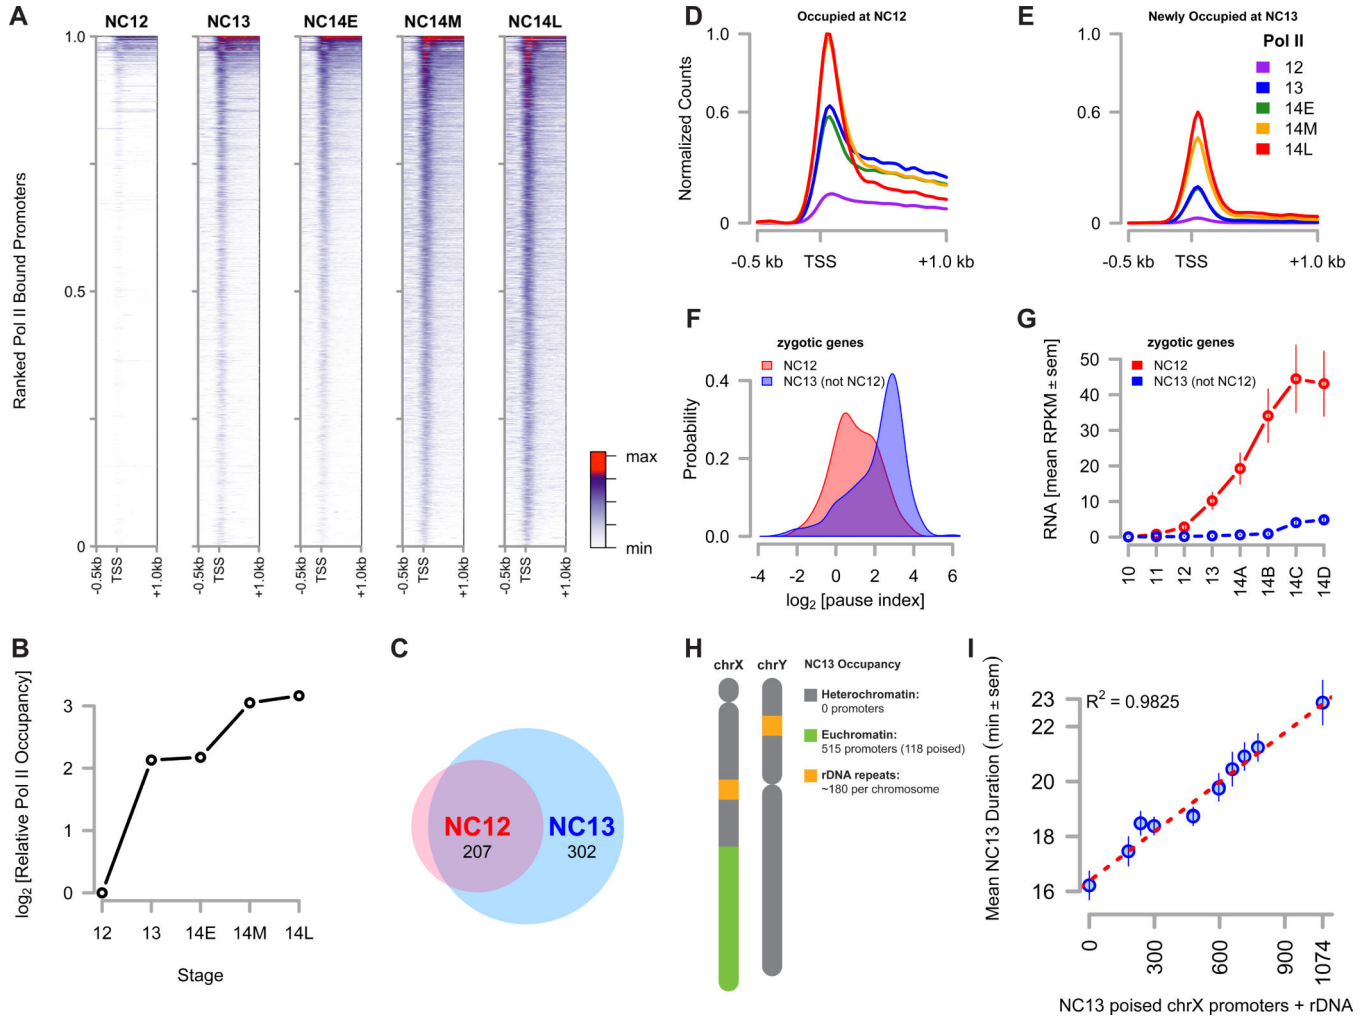 A
NC12 NC13 NC14E NC14M NC14L
1.0
0.5
0
Ranked Pol II Bound Promoters
-0.5kb TSS +1.0kb
-0.5kb TSS +1.0kb
-0.5kb TSS +1.0kb
-0.5kb TSS +1.0kb
-0.5kb TSS +1.0kb
max
min
D
Occupied at NC12
1.0
0.6
0
Normalized Counts
-0.5 kb TSS +1.0 kb
E
Newly Occupied at NC13
1.0
0.6
0
-0.5 kb TSS +1.0 kb
Pol II
12
13
14E
14M
14L
F
zygotic genes
NC12
NC13 (not NC12)
0.4
0.2
0.0
Probability
-4 -2 0 2 4 6
log2 [pause index]
G
zygotic genes
NC12
NC13 (not NC12)
50
40
30
20
10
0
RNA [mean RPKM ± sem]
10 11 12 13 14A 14B 14C 14D
B
3
2
1
0
log2 [Relative Pol II Occupancy]
12 13 14E 14M 14L
Stage
C
NC12
207
NC13
302
H
chrX chrY
NC13 Occupancy
Heterochromatin:
0 promoters
Euchromatin:
515 promoters (118 poised)
rDNA repeats:
~180 per chromosome
I
R2 = 0.9825
23
22
20
18
16
Mean NC13 Duration (min ± sem)
0 300 600 900 1074
NC13 poised chrX promoters + rDNA